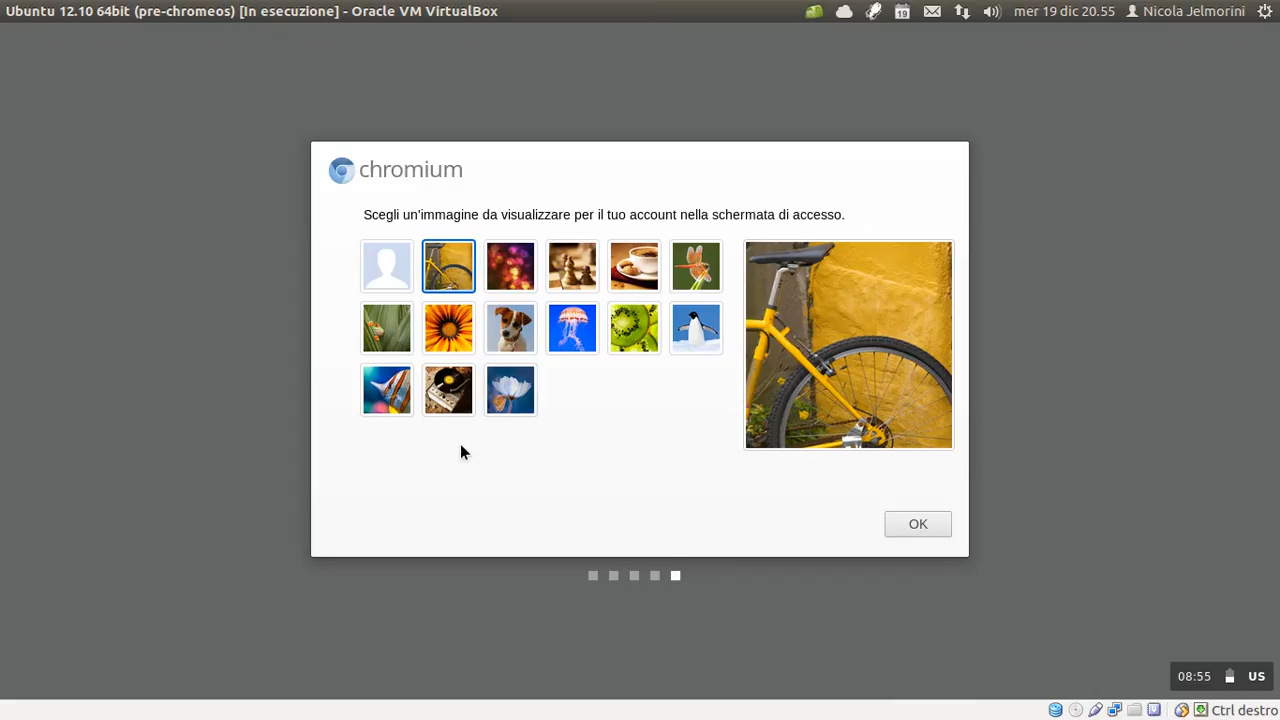 Ubuntu 12.10 64bit (pre-chromeos) [In esecuzione] - Oracle VM VirtualBox
19
mer 19 dic 20.55
Nicola Jelmorini
chromium
Scegli un'immagine da visualizzare per il tuo account nella schermata di accesso.
OK
08:55
US
Ctrl destro